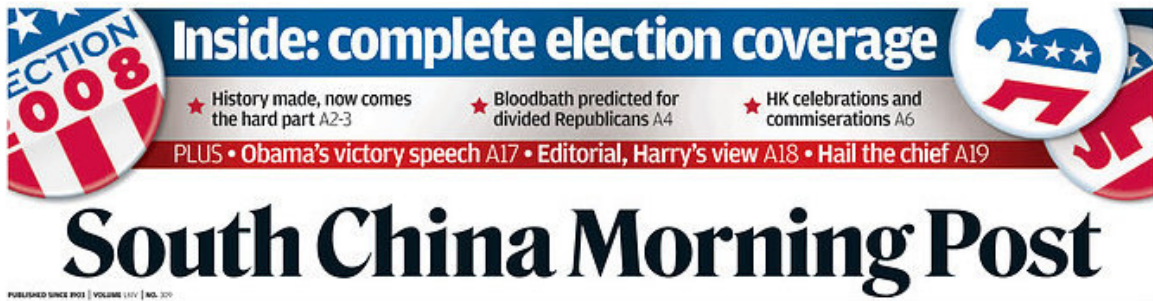 ECTION
2008
Inside: complete election coverage
★ History made, now comes
the hard part A2-3
★ Bloodbath predicted for
divided Republicans A4
★ HK celebrations and
commiserations A6
PLUS • Obama's victory speech A17 • Editorial, Harry's view A18 • Hail the chief A19
South China Morning Post
PUBLISHED SINCE 1903 | VOLUME LXIV | NO. 309